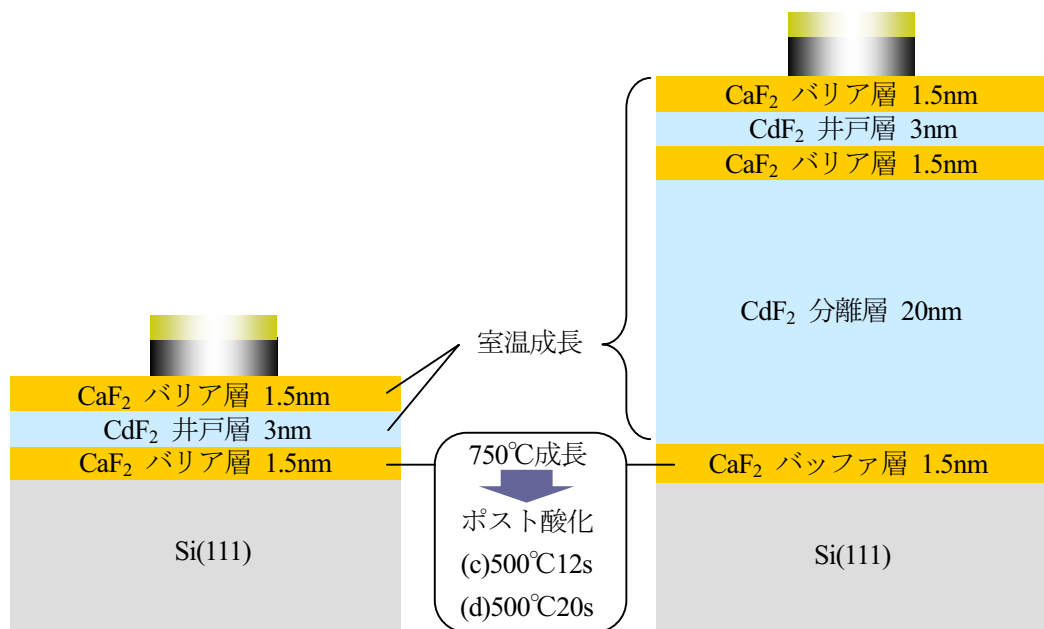 CaF₂ バリア層 1.5nm
CdF₂ 井戸層 3nm
CaF₂ バリア層 1.5nm
Si(111)
室温成長
750℃成長
ポスト酸化
(c)500℃12s
(d)500℃20s
CaF₂ バリア層 1.5nm
CdF₂ 井戸層 3nm
CaF₂ バリア層 1.5nm
CdF₂ 分離層 20nm
CaF₂ バッファ層 1.5nm
Si(111)